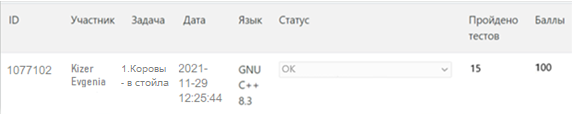 ID Участник Задача Дата Язык Статус Пройдено тестов Баллы
1077102 Kizer Evgenia 1.Коровы - в стойла 2021-11-29 12:25:44 GNU C++ 8.3 OK 15 100